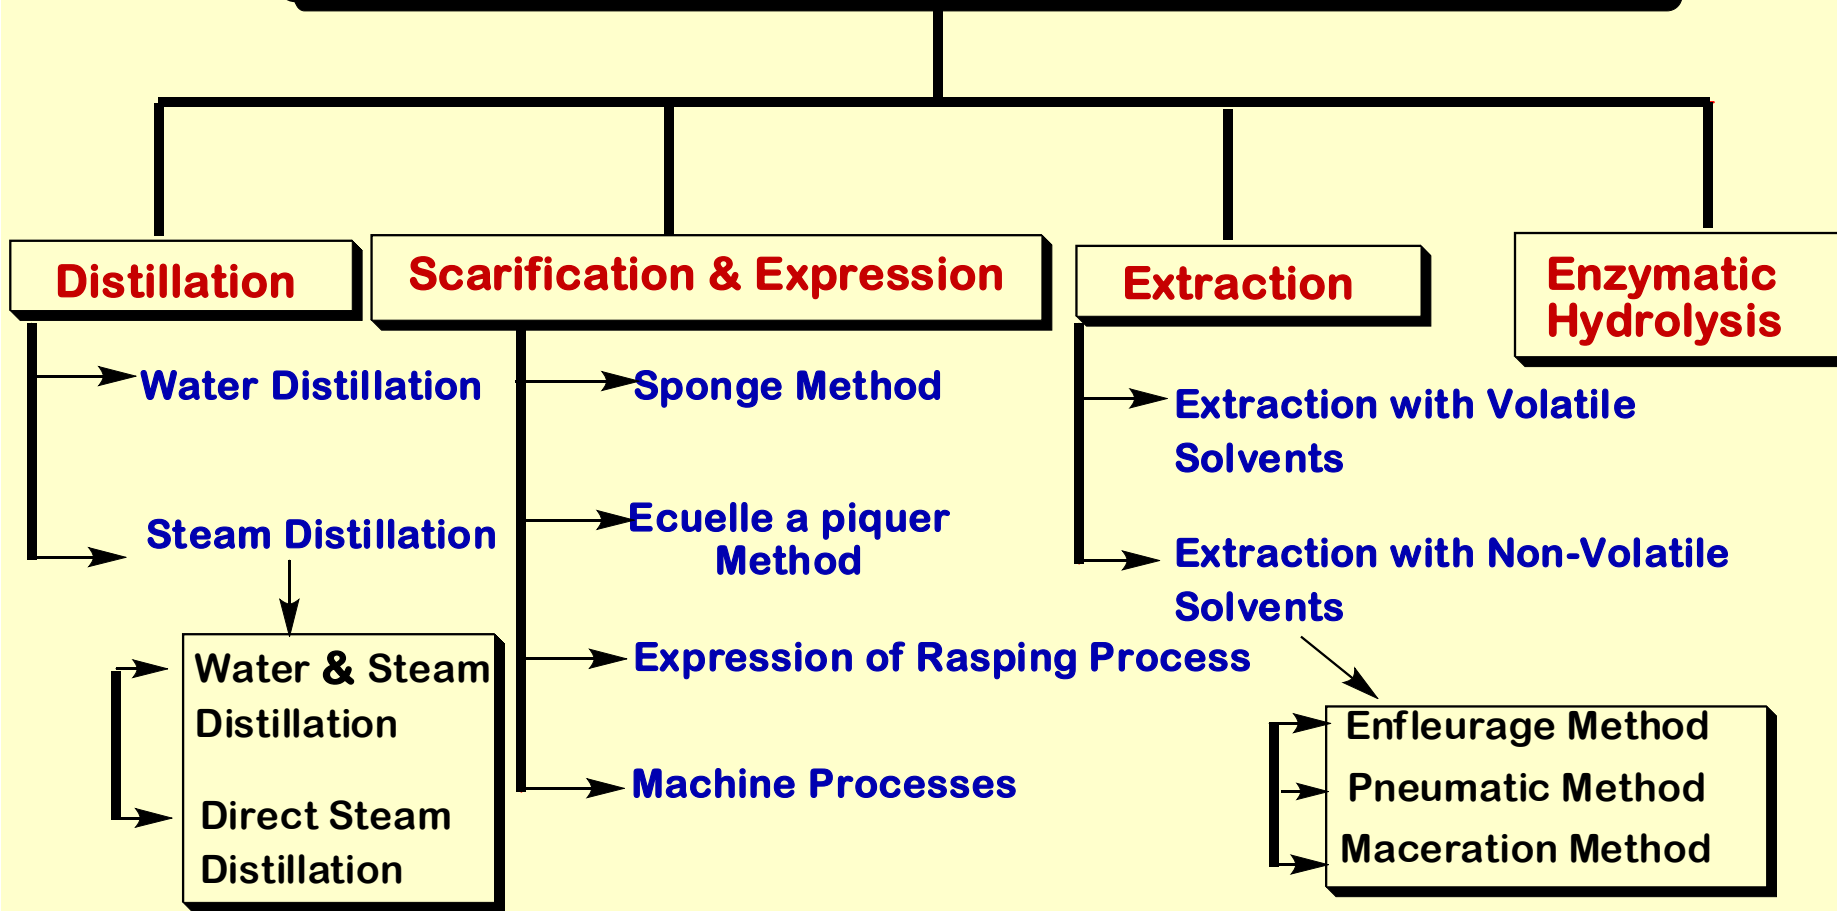 Distillation
Scarification & Expression
Extraction
Enzymatic
Hydrolysis
Water Distillation
Steam Distillation
Water & Steam
Distillation
Direct Steam
Distillation
Sponge Method
Ecuelle a piquer
Method
Expression of Rasping Process
Machine Processes
Extraction with Volatile
Solvents
Extraction with Non-Volatile
Solvents
Enfleurage Method
Pneumatic Method
Maceration Method